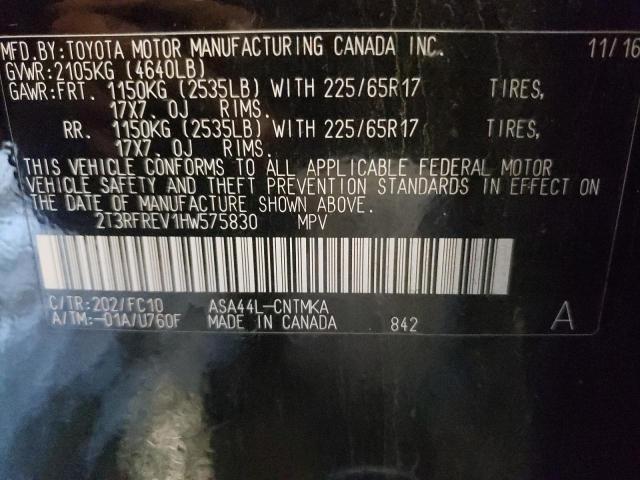 MFD.BY:TOYOTA MOTOR MANUFACTURING CANADA INC. 11/16
GVWR:2105KG (4640LB)
GAWR:FRT. 1150KG (2535LB) WITH 225/65R17 TIRES,
17X7.0J RIMS.
RR. 1150KG (2535LB) WITH 225/65R17 TIRES,
17X7.0J RIMS.
THIS VEHICLE CONFORMS TO ALL APPLICABLE FEDERAL MOTOR
VEHICLE SAFETY AND THEFT PREVENTION STANDARDS IN EFFECT ON
THE DATE OF MANUFACTURE SHOWN ABOVE.
2T3RFREV1HW575830 MPV
C/TR:202/FC10 ASA44L-CNTMKA
A/TM:-01A/U760F MADE IN CANADA 842 A